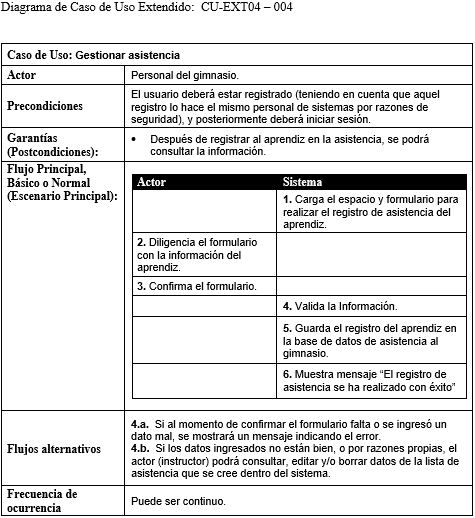 Diagrama de Caso de Uso Extendido: CU-EXT04 – 004
Caso de Uso: Gestionar asistencia
Actor
Personal del gimnasio.
Precondiciones
El usuario deberá estar registrado (teniendo en cuenta que aquel
registro lo hace el mismo personal de sistemas por razones de
seguridad), y posteriormente deberá iniciar sesión.
Garantías
(Postcondiciones):
• Después de registrar al aprendiz en la asistencia, se podrá
consultar la información.
Flujo Principal,
Básico o Normal
(Escenario Principal):
Actor
Sistema
1. Carga el espacio y formulario para
realizar el registro de asistencia del
aprendiz.
2. Diligencia el formulario
con la información del
aprendiz.
3. Confirma el formulario.
4. Valida la Información.
5. Guarda el registro del aprendiz en
la base de datos de asistencia al
gimnasio.
6. Muestra mensaje “El registro de
asistencia se ha realizado con éxito”
Flujos alternativos
4.a. Si al momento de confirmar el formulario falta o se ingresó un
dato mal, se mostrará un mensaje indicando el error.
4.b. Si los datos ingresados no están bien, o por razones propias, el
actor (instructor) podrá consultar, editar y/o borrar datos de la lista de
asistencia que se cree dentro del sistema.
Frecuencia de
ocurrencia
Puede ser continuo.